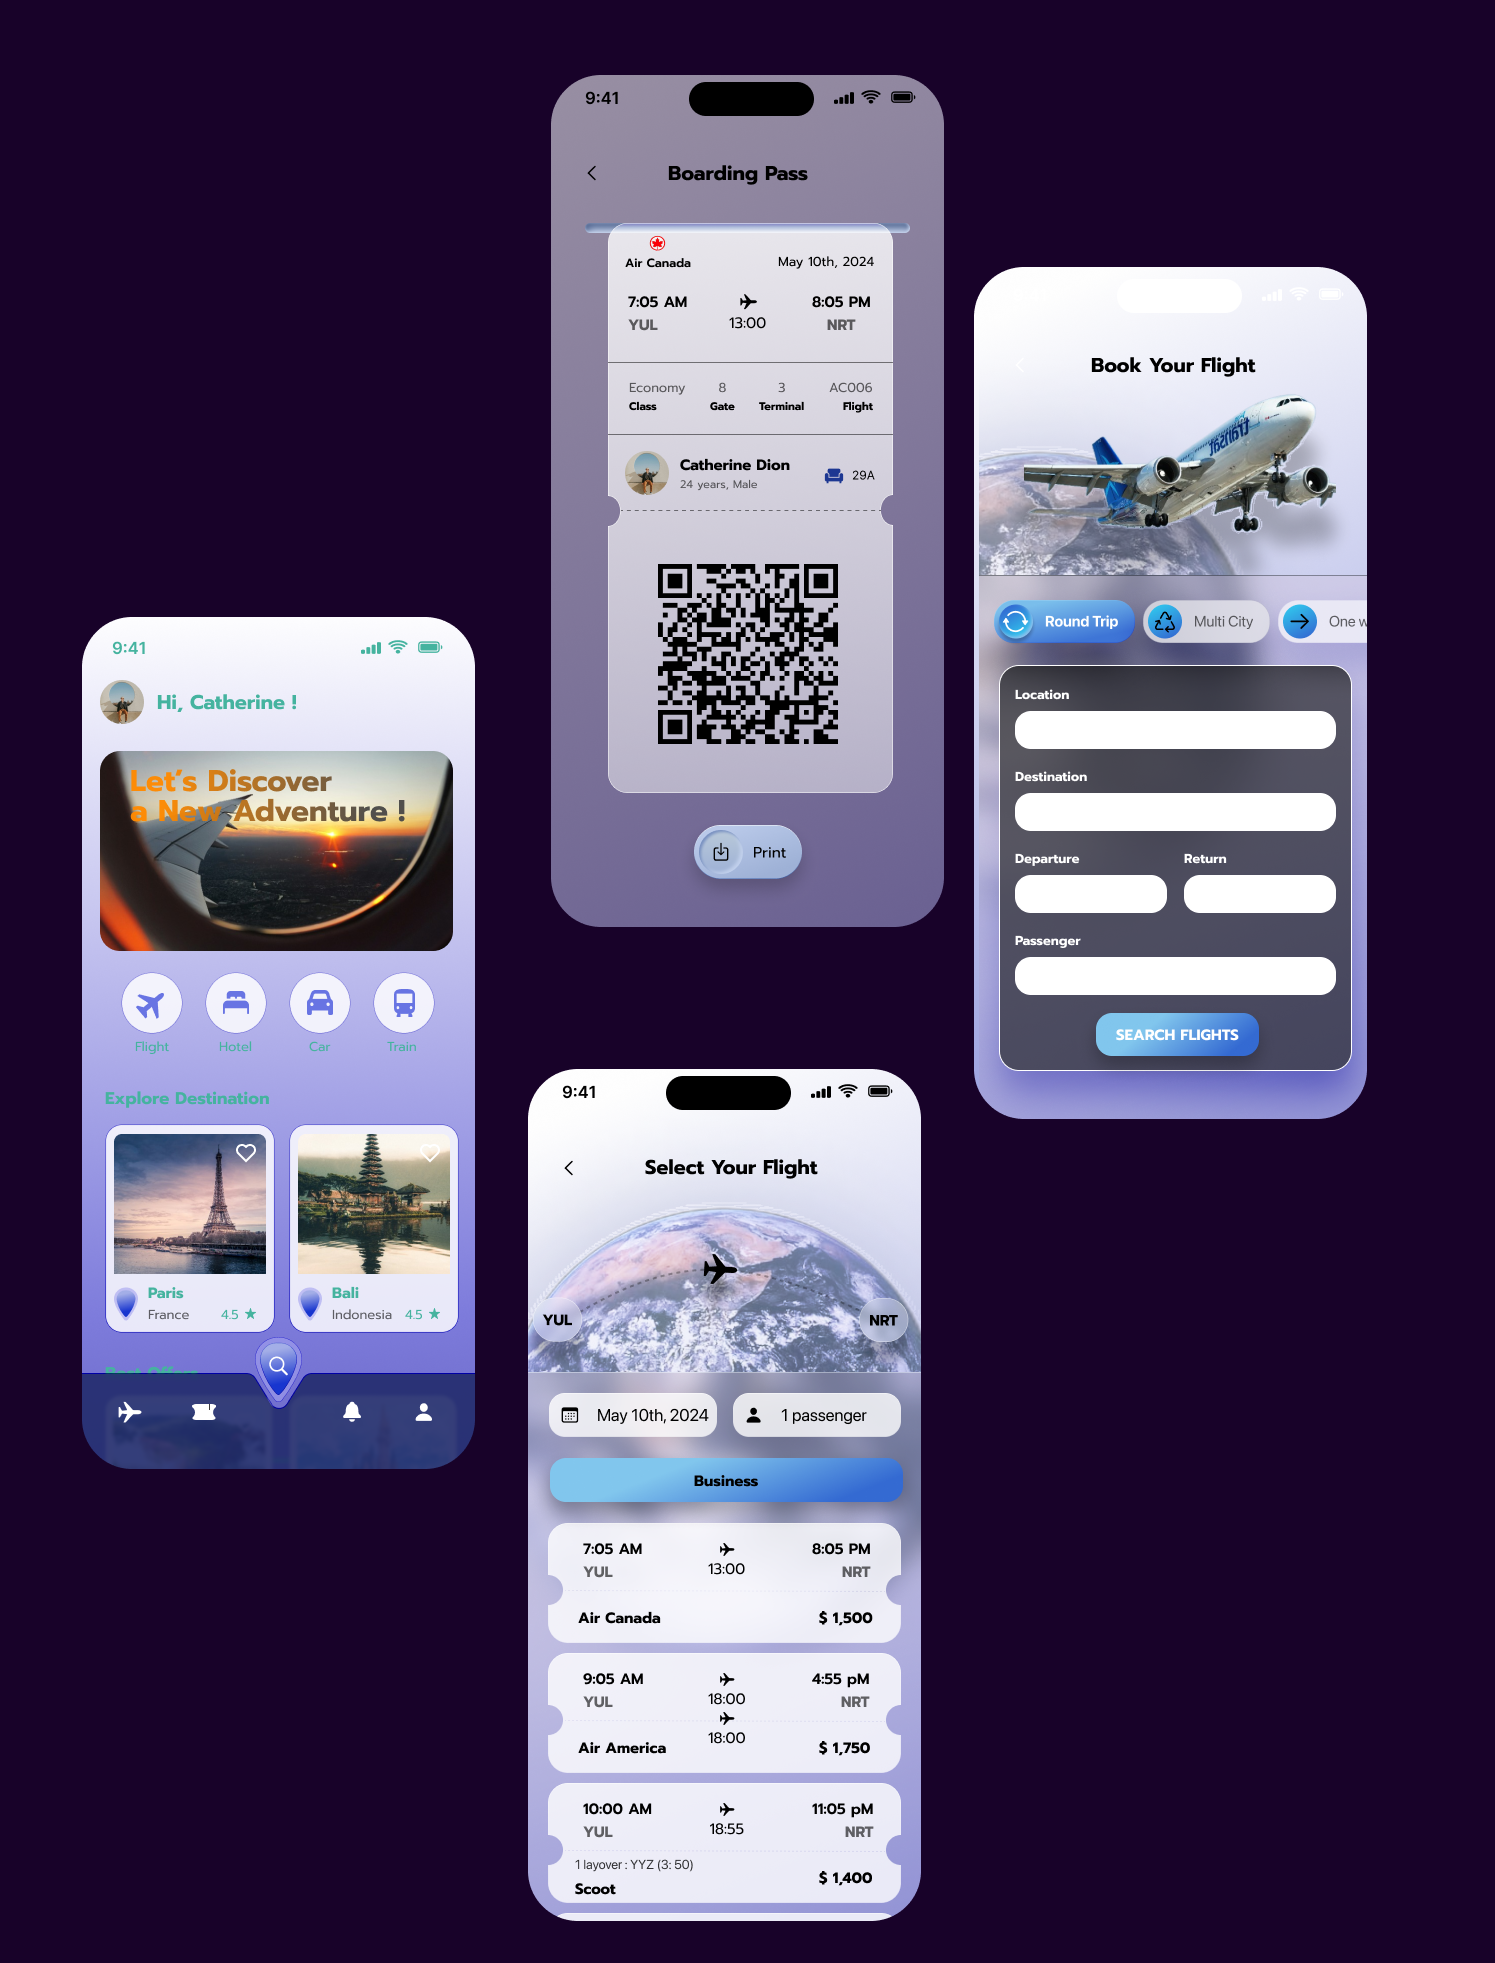 9:41
Boarding Pass
Air Canada
May 10th, 2024
7:05 AM
8:05 PM
YUL
13:00
NRT
Economy
8
3
AC006
Class
Gate
Terminal
Flight
Catherine Dion
24 years, Male
29A
Print
Book Your Flight
transat
Round Trip
Multi City
One w
Location
Destination
Departure
Return
Passenger
SEARCH FLIGHTS
9:41
Hi, Catherine !
Let's Discover
a New Adventure !
Flight
Hotel
Car
Train
Explore Destination
Paris
France
4.5
Bali
Indonesia
4.5
Best Offers
9:41
Select Your Flight
YUL
NRT
May 10th, 2024
1 passenger
Business
7:05 AM
8:05 PM
YUL
13:00
NRT
Air Canada
$ 1,500
9:05 AM
4:55 pM
YUL
18:00
NRT
18:00
Air America
$ 1,750
10:00 AM
11:05 pM
YUL
18:55
NRT
1 layover : YYZ (3: 50)
$ 1,400
Scoot